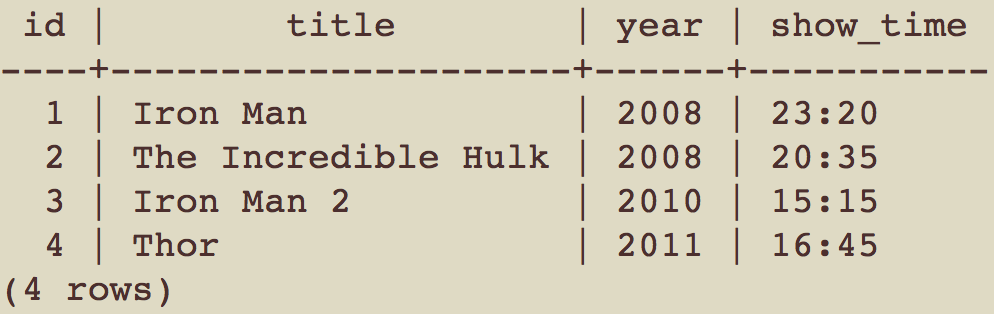 id |        title        | year | show_time
----+---------------------+------+-----------
  1 | Iron Man            | 2008 | 23:20
  2 | The Incredible Hulk | 2008 | 20:35
  3 | Iron Man 2          | 2010 | 15:15
  4 | Thor                | 2011 | 16:45
(4 rows)